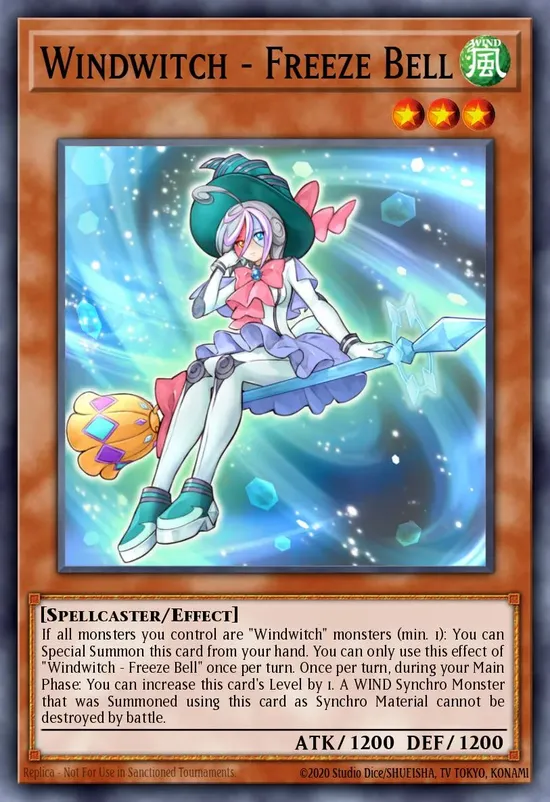 Windwitch - Freeze Bell
WIND
風
[Spellcaster/Effect]
If all monsters you control are "Windwitch" monsters (min. 1): You can
Special Summon this card from your hand. You can only use this effect of
"Windwitch - Freeze Bell" once per turn. Once per turn, during your Main
Phase: You can increase this card's Level by 1. A WIND Synchro Monster
that was Summoned using this card as Synchro Material cannot be
destroyed by battle.
ATK/1200 DEF/1200
Replica - Not For Use in Sanctioned Tournaments. ©2020 Studio Dice/SHUEISHA, TV TOKYO, KONAMI